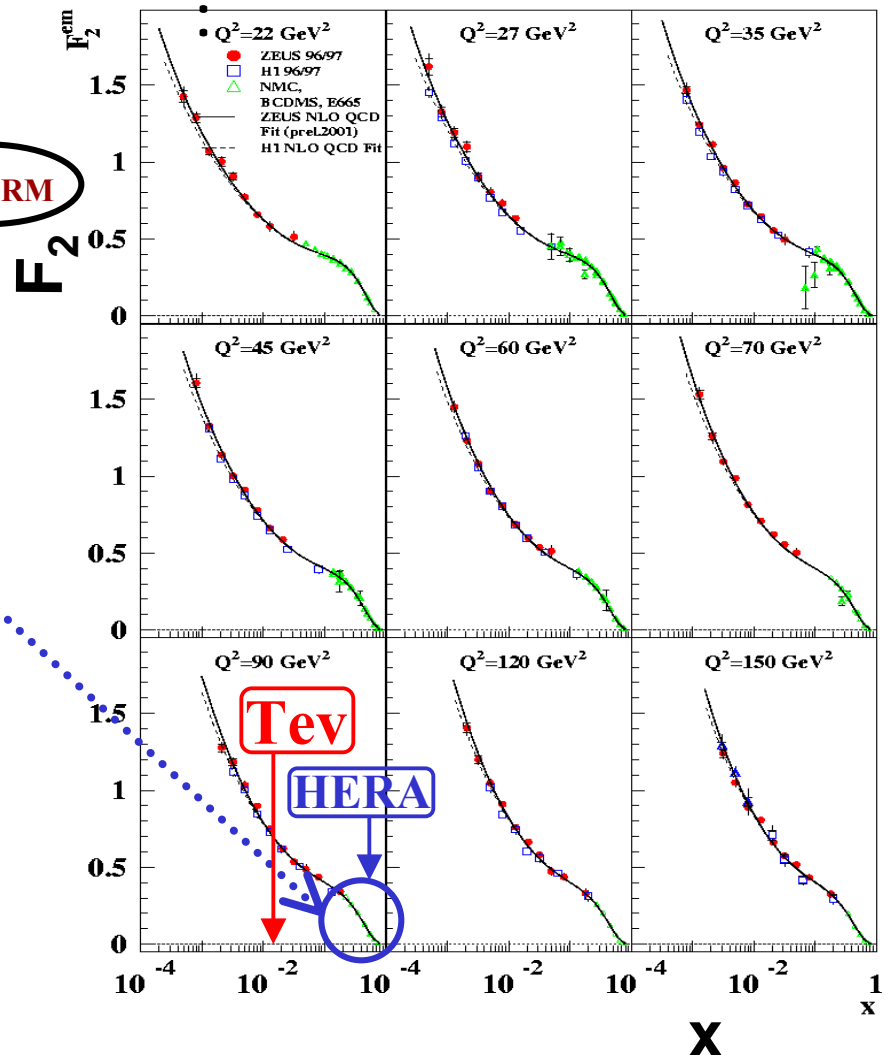 F₂ᵉᵐ
Q²=22 GeV²
Q²=27 GeV²
Q²=35 GeV²
ZEUS 96/97
H1 96/97
NMC,
BCDMS, E665
ZEUS NLO QCD
Fit (prel.2001)
H1 NLO QCD Fit
1.5
1
0.5
0
RM
F₂
Q²=45 GeV²
Q²=60 GeV²
Q²=70 GeV²
1.5
1
0.5
0
Q²=90 GeV²
Q²=120 GeV²
Q²=150 GeV²
1.5
1
0.5
0
Tev
HERA
10⁻⁴ 10⁻² 10⁻⁴ 10⁻² 10⁻⁴ 10⁻² 1
x
x